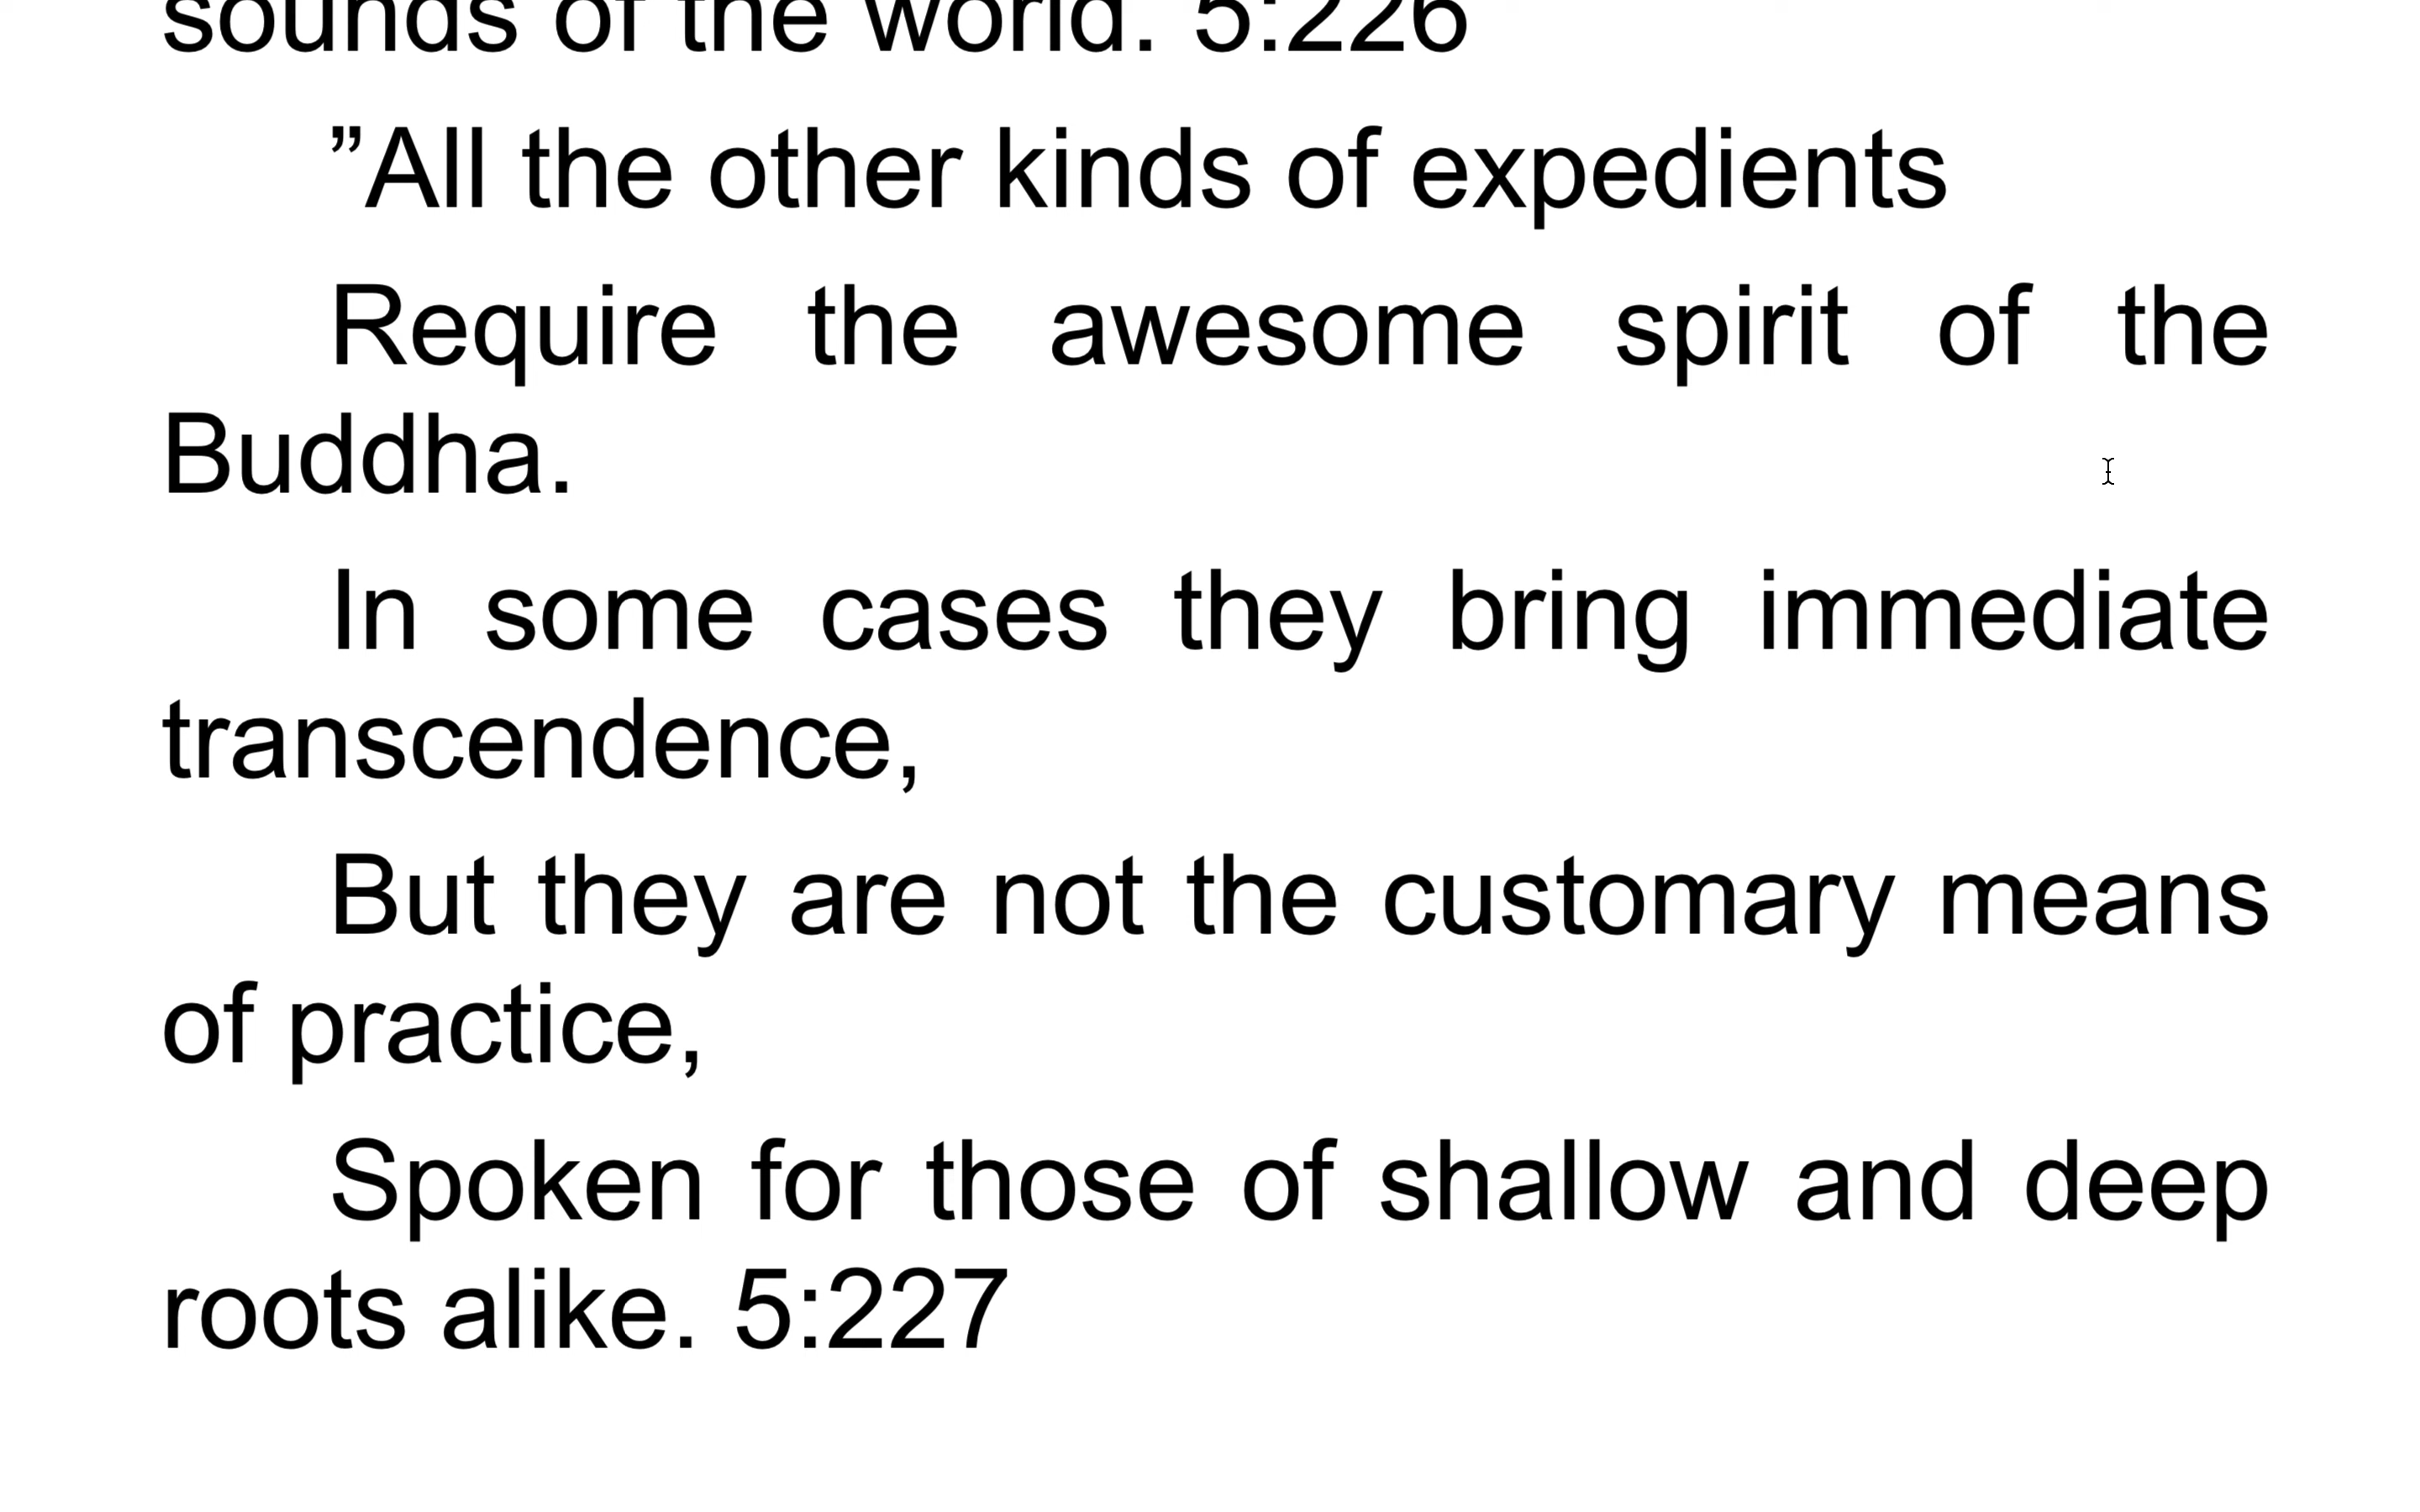 sounds of the world. 5:226
”All the other kinds of expedients
Require the awesome spirit of the
Buddha.
In some cases they bring immediate
transcendence,
But they are not the customary means
of practice,
Spoken for those of shallow and deep
roots alike. 5:227